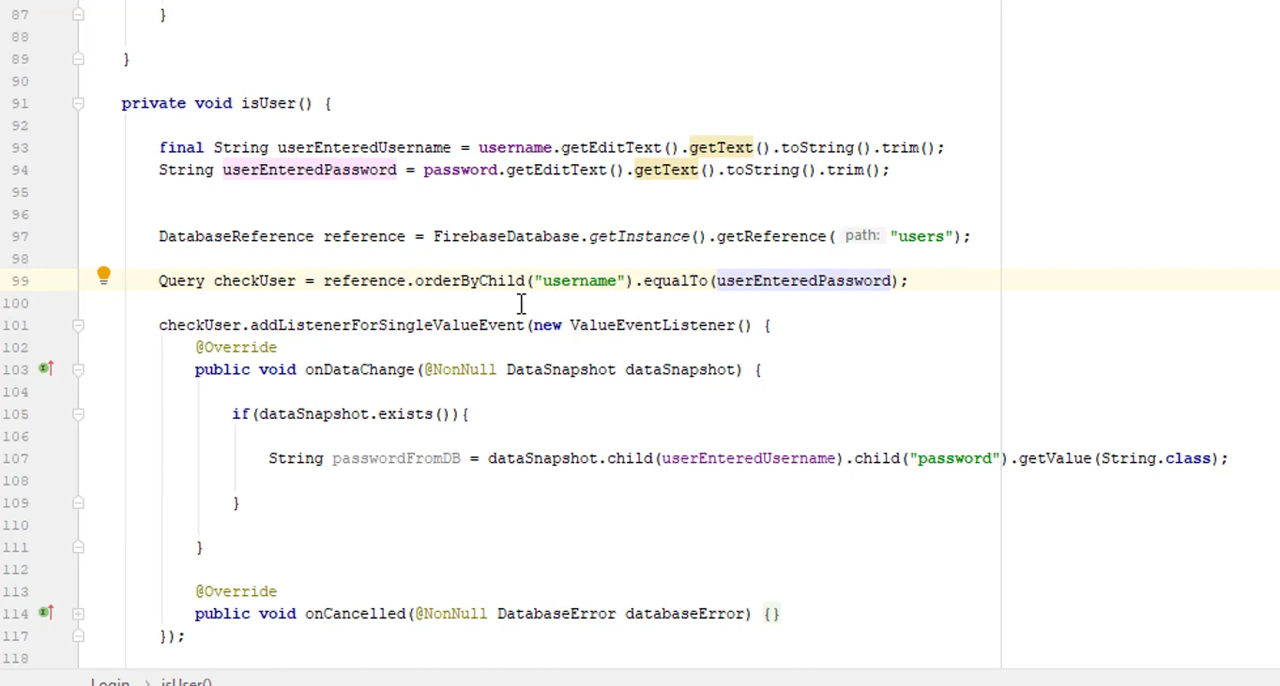 87 }
88
89 }
90
91 private void isUser() {
92
93 final String userEnteredUsername = username.getEditText().getText().toString().trim();
94 String userEnteredPassword = password.getEditText().getText().toString().trim();
95
96
97 DatabaseReference reference = FirebaseDatabase.getInstance().getReference( path: "users");
98
99 Query checkUser = reference.orderByChild("username").equalTo(userEnteredPassword);
100
101 checkUser.addListenerForSingleValueEvent(new ValueEventListener() {
102 @Override
103 public void onDataChange(@NonNull DataSnapshot dataSnapshot) {
104
105 if(dataSnapshot.exists()){
106
107 String passwordFromDB = dataSnapshot.child(userEnteredUsername).child("password").getValue(String.class);
108
109 }
110
111 }
112
113 @Override
114 public void onCancelled(@NonNull DatabaseError databaseError) {}
117 });
118
Login › isUser()